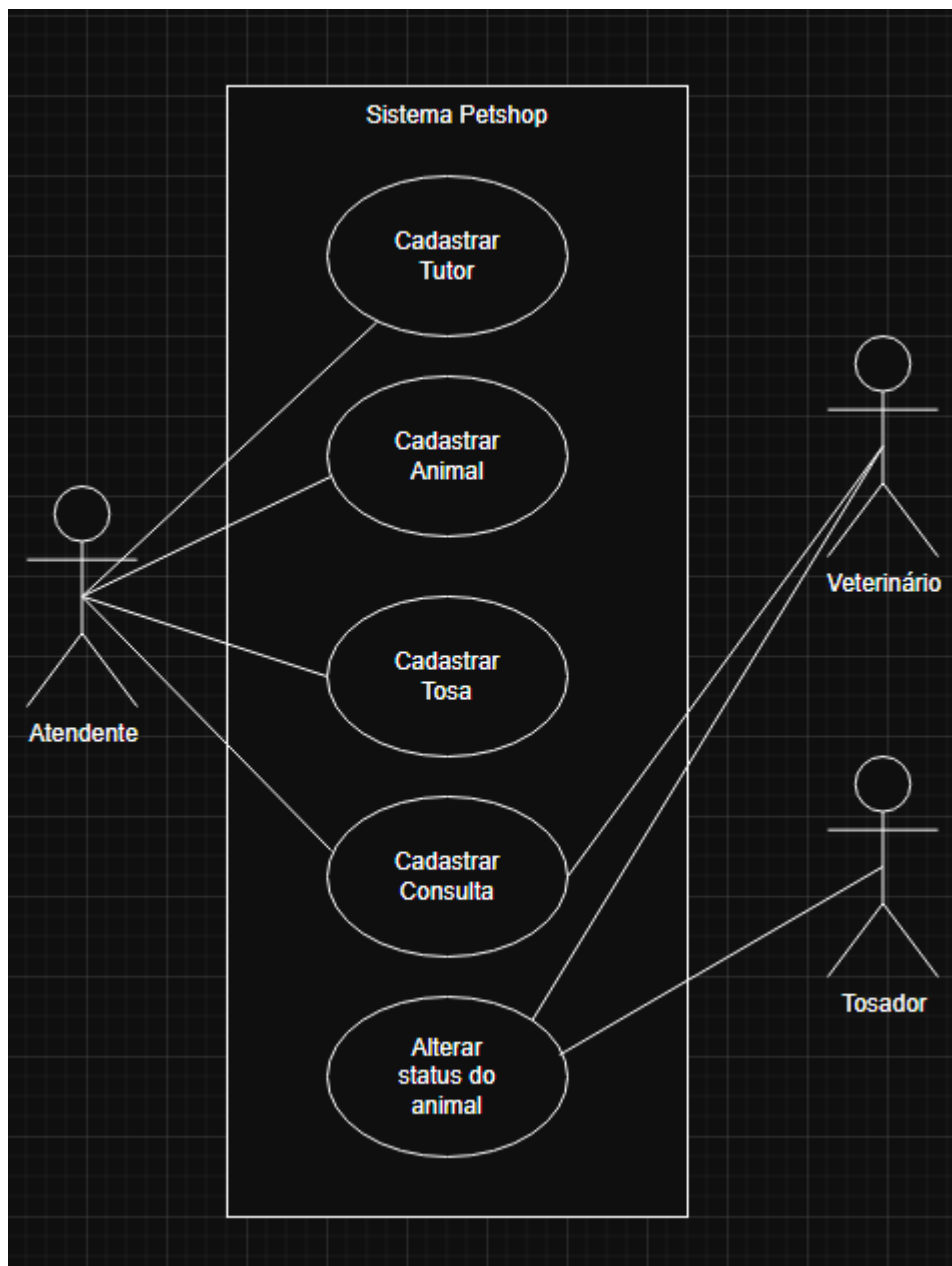 Sistema Petshop
Cadastrar
Tutor
Cadastrar
Animal
Veterinário
Cadastrar
Tosa
Atendente
Cadastrar
Consulta
Tosador
Alterar
status do
animal